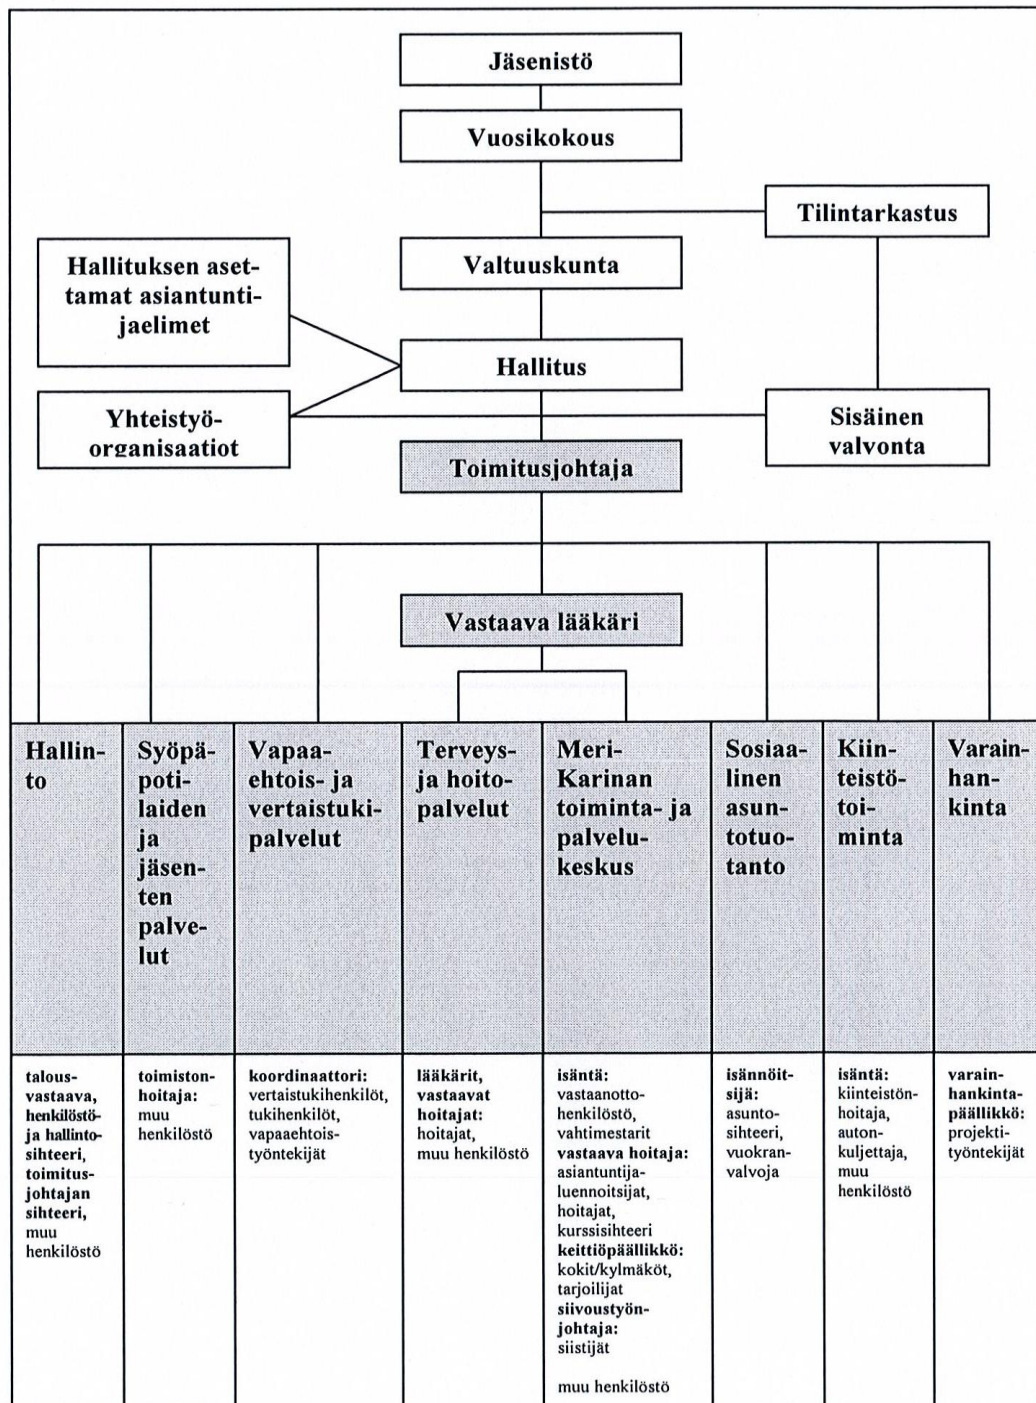 Jäsenistö
Vuosikokous
Tilintarkastus
Hallituksen aset-
tamat asiantunti-
jaelimet
Valtuuskunta
Hallitus
Yhteistyö-
organisaatiot
Sisäinen
valvonta
Toimitusjohtaja
Vastaava lääkäri
Hallin-
to
Syöpä-
poti-
laiden
ja
jäsen-
ten
palve-
lut
Vapaa-
ehtois- ja
vertaistuki-
palvelut
Terveys-
ja hoito-
palvelut
Meri-
Karinan
toiminta- ja
palvelu-
keskus
Sosiaa-
linen
asun-
totuo-
tanto
Kiin-
teistö-
toi-
minta
Varain-
han-
kinta
talous-
vastaava,
henkilöstö-
ja hallinto-
sihteeri,
toimitus-
johtajan
sihteeri,
muu
henkilöstö
toimiston-
hoitaja:
muu
henkilöstö
koordinaattori:
vertaistukihenkilöt,
tukihenkilöt,
vapaaehtois-
työntekijät
lääkärit,
vastaavat
hoitajat:
hoitajat,
muu henkilöstö
isäntä:
vastaanotto-
henkilöstö,
vahtimestarit
vastaava hoitaja:
asiantuntija-
luennoitsijat,
hoitajat,
kurssisihteeri
keittiöpäällikkö:
kokit/kylmäköt,
tarjoilijat
siivoustyön-
johtaja:
siistijät
muu henkilöstö
isännöit-
sijä:
asunto-
sihteeri,
vuokran-
valvoja
isäntä:
kiinteistön-
hoitaja,
auton-
kuljettaja,
muu
henkilöstö
varain-
hankinta-
päällikkö:
projekti-
työntekijät